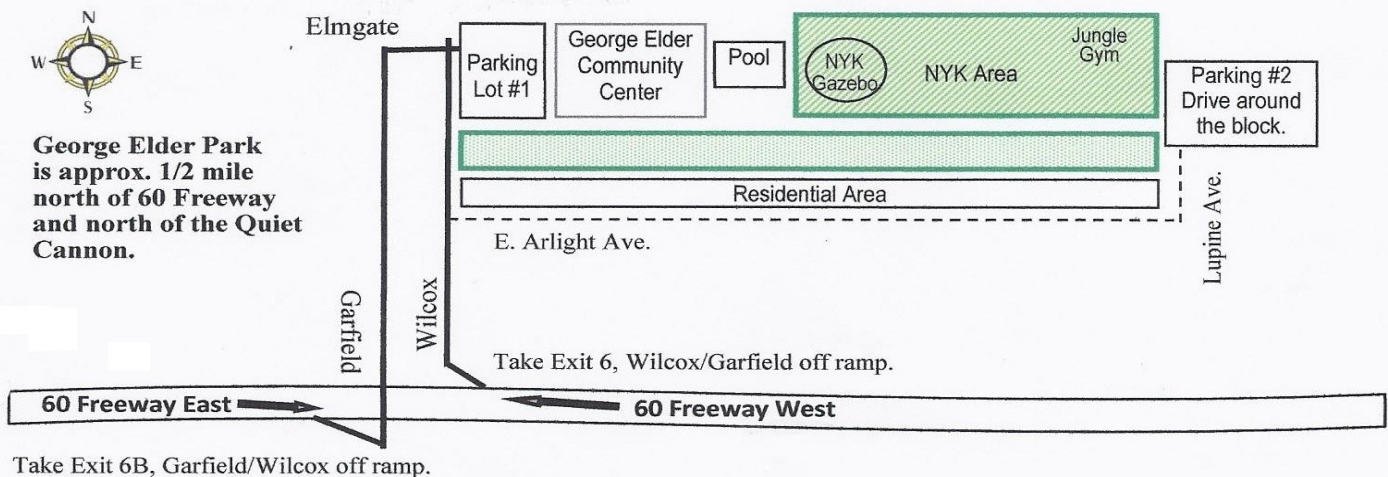 N
W
E
S
Elmgate
Parking
Lot #1
George Elder
Community
Center
Pool
NYK
Gazebo
NYK Area
Jungle
Gym
Parking #2
Drive around
the block.
George Elder Park
is approx. 1/2 mile
north of 60 Freeway
and north of the Quiet
Cannon.
Residential Area
E. Arlight Ave.
Lupine Ave.
Garfield
Wilcox
Take Exit 6, Wilcox/Garfield off ramp.
60 Freeway East
60 Freeway West
Take Exit 6B, Garfield/Wilcox off ramp.